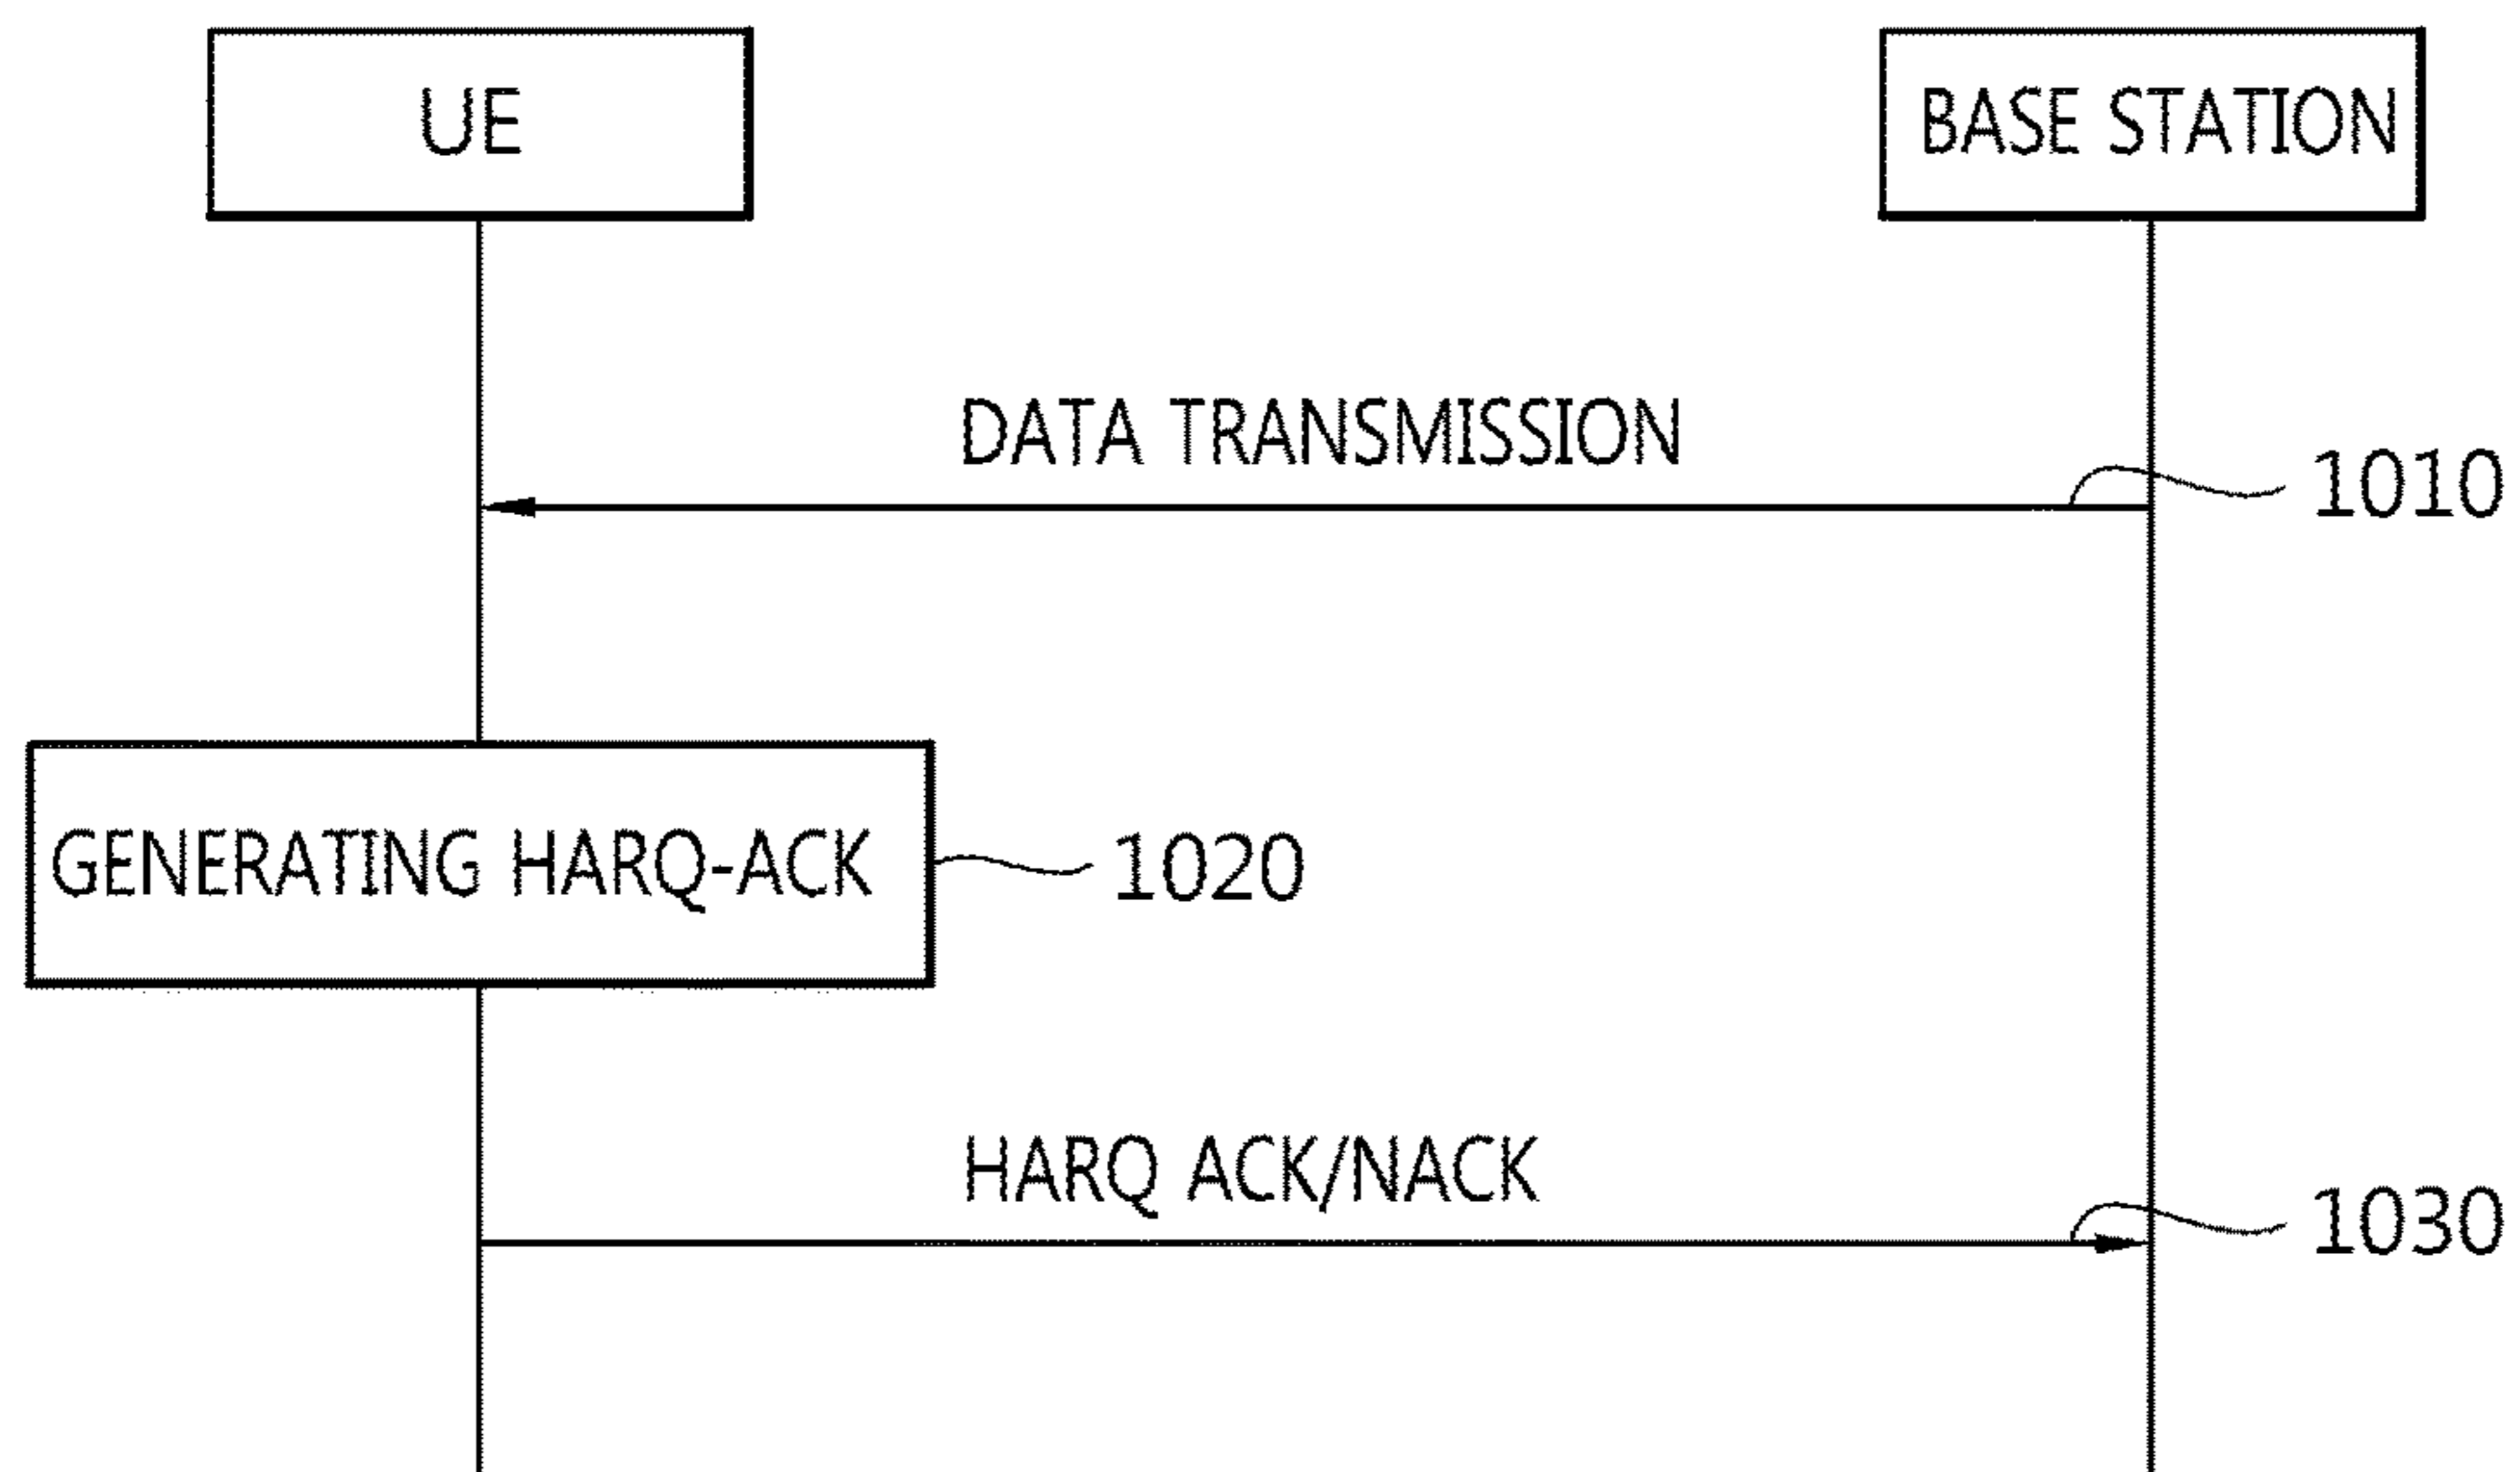 UE
BASE STATION
DATA TRANSMISSION
1010
GENERATING HARQ-ACK
1020
HARQ ACK/NACK
1030